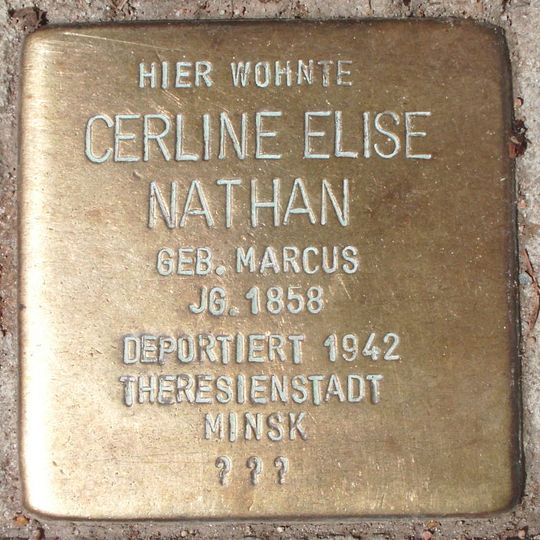 HIER WOHNTE
CERLINE ELISE
NATHAN
GEB. MARCUS
JG. 1858
DEPORTIERT 1942
THERESIENSTADT
MINSK
? ? ?